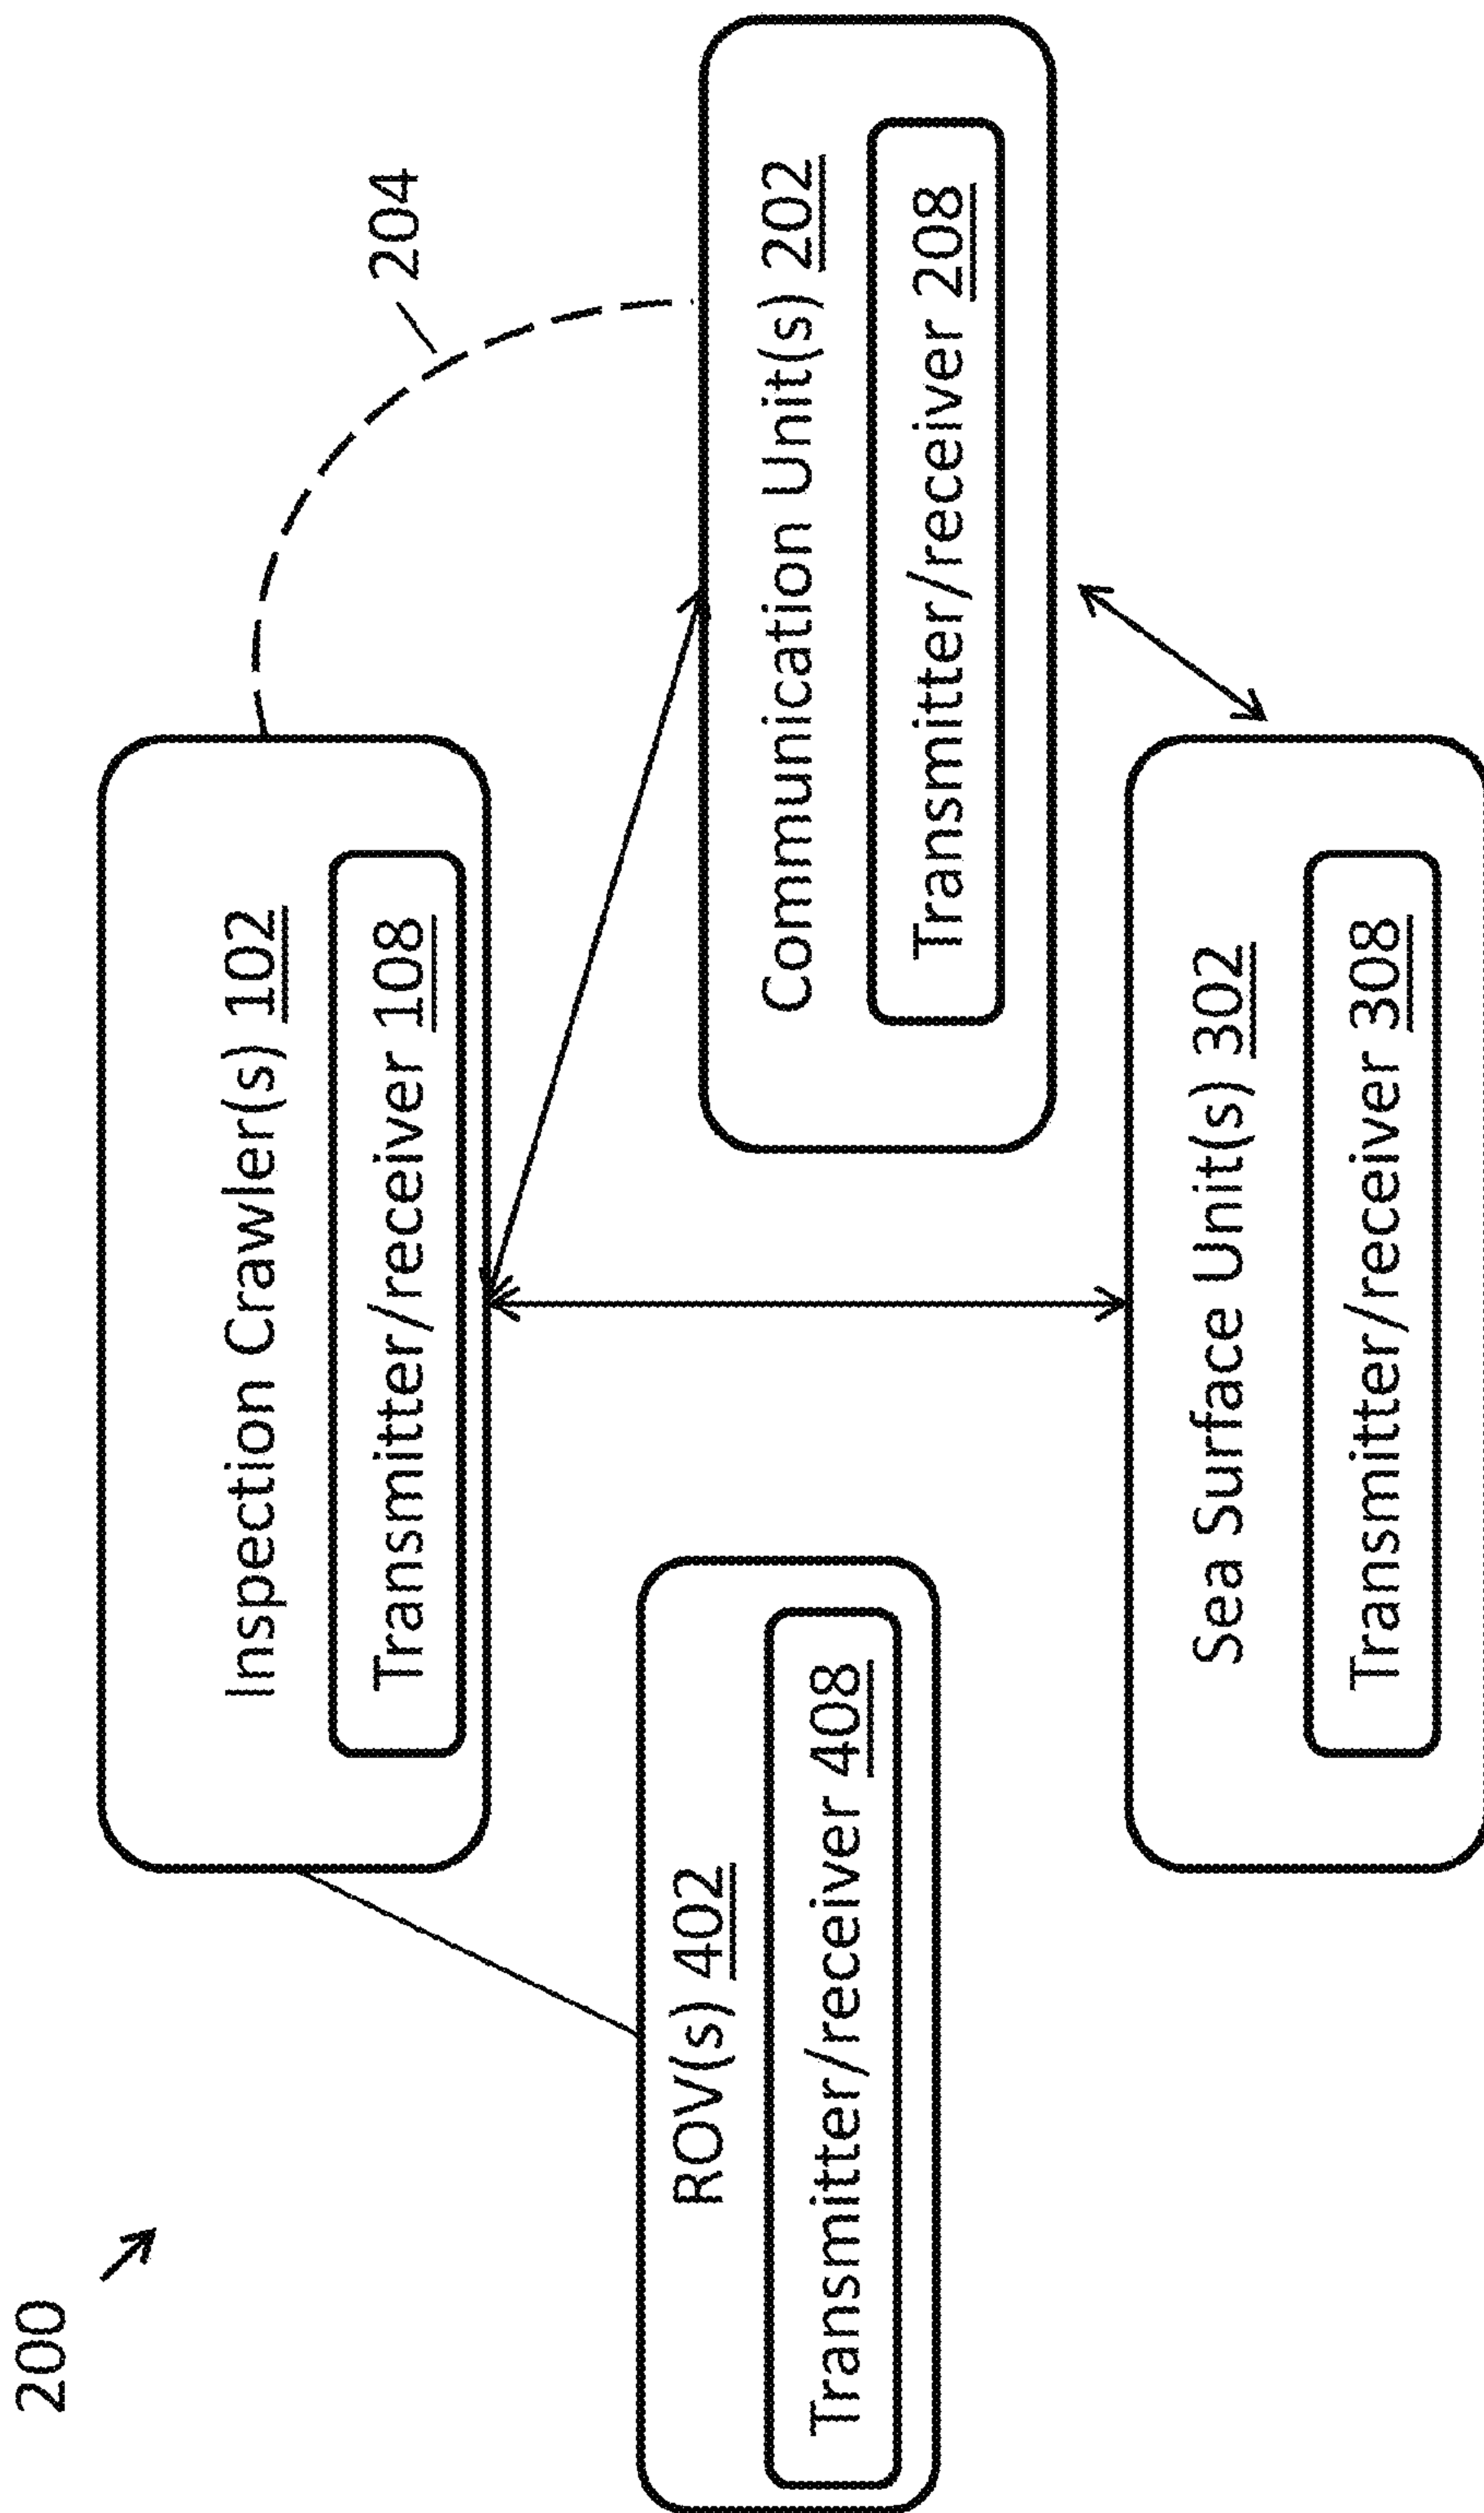 200
Inspection Crawler(s) 102
Transmitter/receiver 108
204
ROV(s) 402
Transmitter/receiver 408
Communication Unit(s) 202
Transmitter/receiver 208
Sea Surface Unit(s) 302
Transmitter/receiver 308